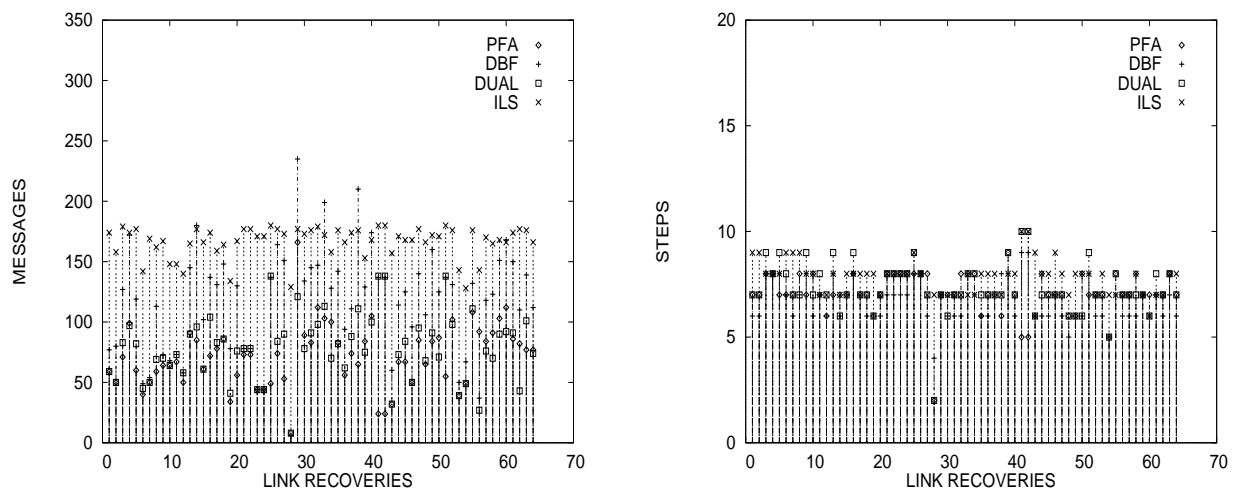 350
300
250
200
150
100
50
0
MESSAGES
PFA
DBF
DUAL
ILS
0 10 20 30 40 50 60 70
LINK RECOVERIES
20
15
10
5
0
STEPS
PFA
DBF
DUAL
ILS
0 10 20 30 40 50 60 70
LINK RECOVERIES